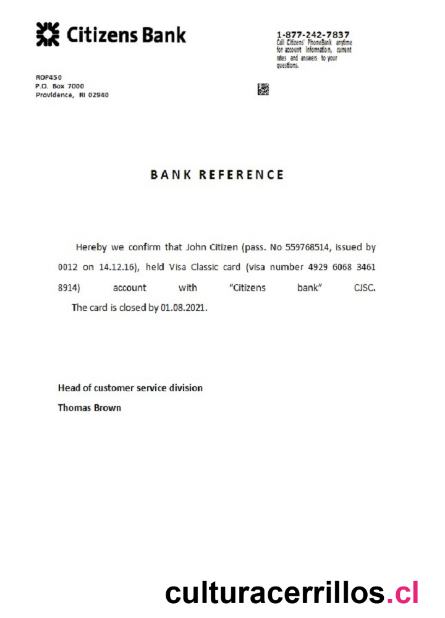 Citizens Bank
1-877-242-7837
Call Citizens' PhoneBank anytime
for account information, current
rates and answers to your
questions.
ROP450
P.O. Box 7000
Providence, RI 02940
BANK REFERENCE
Hereby we confirm that John Citizen (pass. No 559768514, issued by
0012 on 14.12.16), held Visa Classic card (visa number 4929 6068 3461
8914) account with "Citizens bank" CJSC.
The card is closed by 01.08.2021.
Head of customer service division
Thomas Brown
culturacerrillos.cl